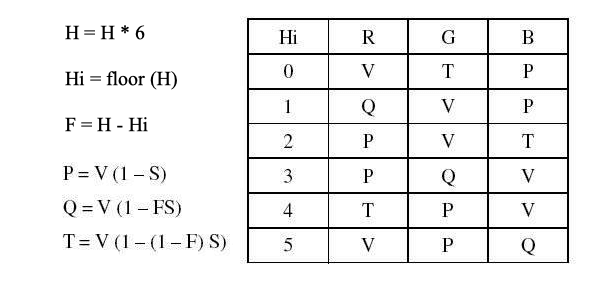 H = H * 6
Hi = floor (H)
F = H - Hi
P = V (1 – S)
Q = V (1 – FS)
T = V (1 – (1 – F) S)
Hi R G B
0 V T P
1 Q V P
2 P V T
3 P Q V
4 T P V
5 V P Q